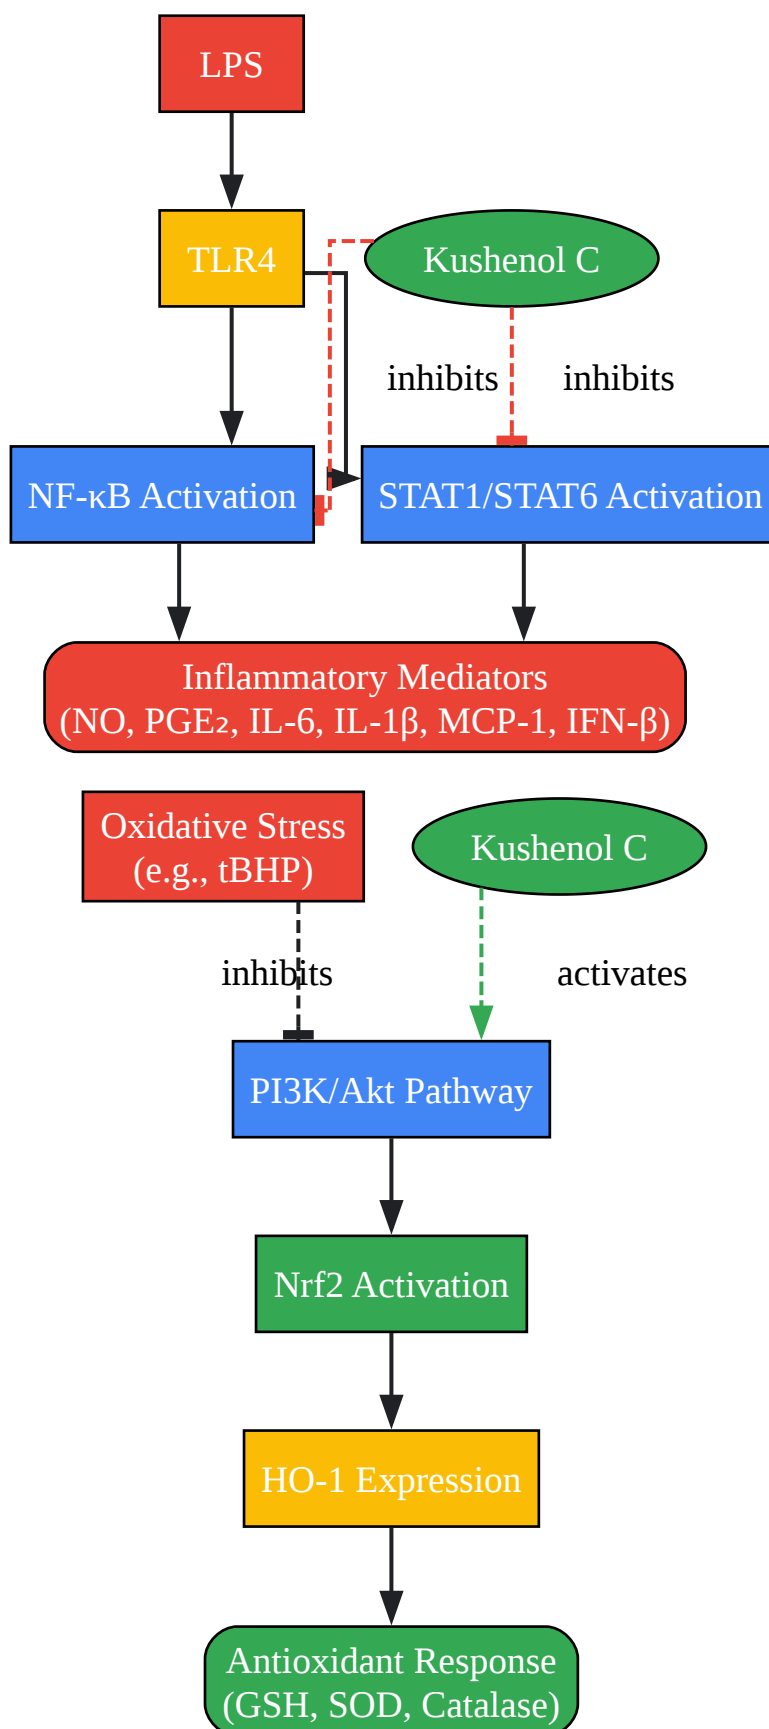 LPS
TLR4
Kushenol C
inhibits
inhibits
NF-κB Activation
STAT1/STAT6 Activation
Inflammatory Mediators
(NO, PGE₂, IL-6, IL-1β, MCP-1, IFN-β)
Oxidative Stress
(e.g., tBHP)
Kushenol C
inhibits
activates
PI3K/Akt Pathway
Nrf2 Activation
HO-1 Expression
Antioxidant Response
(GSH, SOD, Catalase)